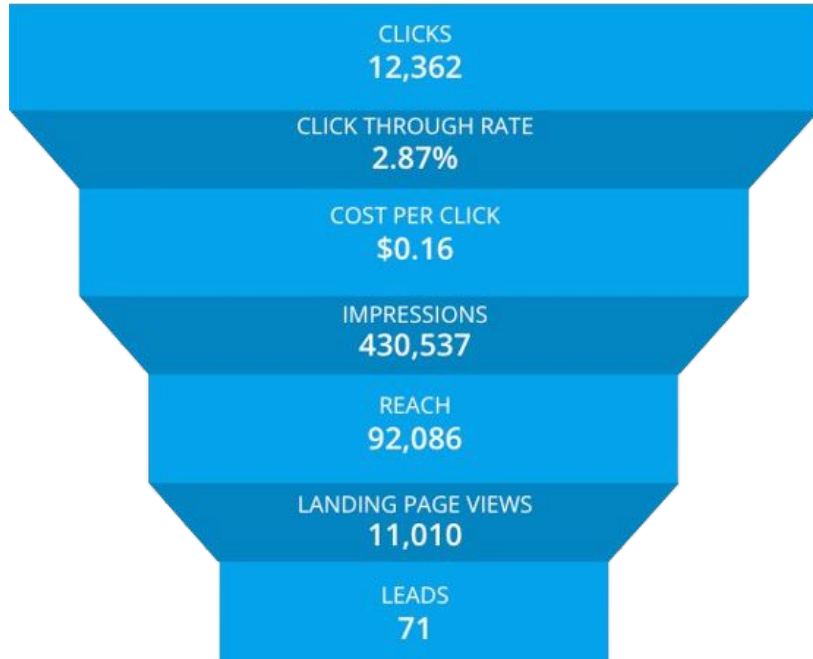 CLICKS
12,362
CLICK THROUGH RATE
2.87%
COST PER CLICK
$0.16
IMPRESSIONS
430,537
REACH
92,086
LANDING PAGE VIEWS
11,010
LEADS
71